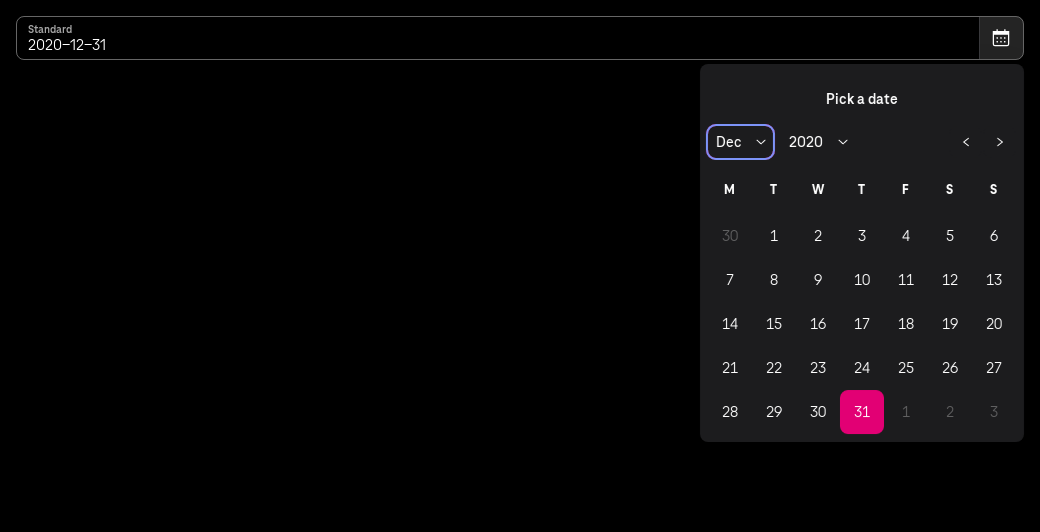 Standard
2020-12-31
Pick a date
Dec 2020
M T W T F S S
30 1 2 3 4 5 6
7 8 9 10 11 12 13
14 15 16 17 18 19 20
21 22 23 24 25 26 27
28 29 30 31 1 2 3